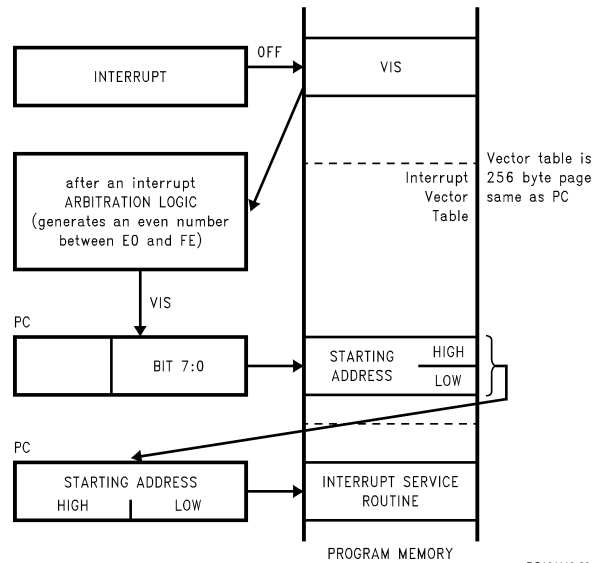 OFF
INTERRUPT
VIS
after an interrupt
ARBITRATION LOGIC
(generates an even number
between E0 and FE)
Interrupt
Vector
Table
Vector table is
256 byte page
same as PC
VIS
PC
BIT 7:0
STARTING
ADDRESS
HIGH
LOW
PC
STARTING ADDRESS
HIGH
LOW
INTERRUPT SERVICE
ROUTINE
PROGRAM MEMORY